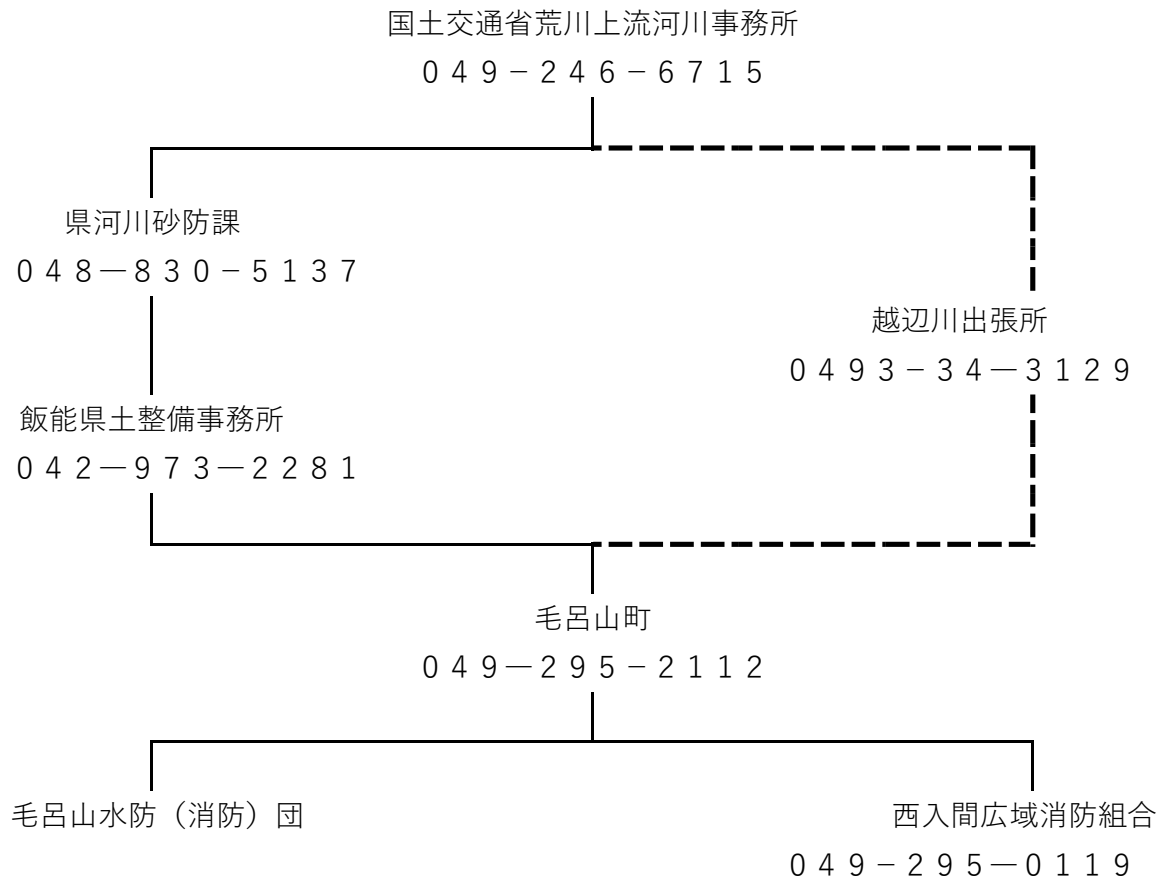 国土交通省荒川上流河川事務所
０４９－２４６－６７１５
県河川砂防課
０４８―８３０－５１３７
越辺川出張所
０４９３－３４―３１２９
飯能県土整備事務所
０４２―９７３―２２８１
毛呂山町
０４９―２９５－２１１２
毛呂山水防（消防）団
西入間広域消防組合
０４９－２９５―０１１９